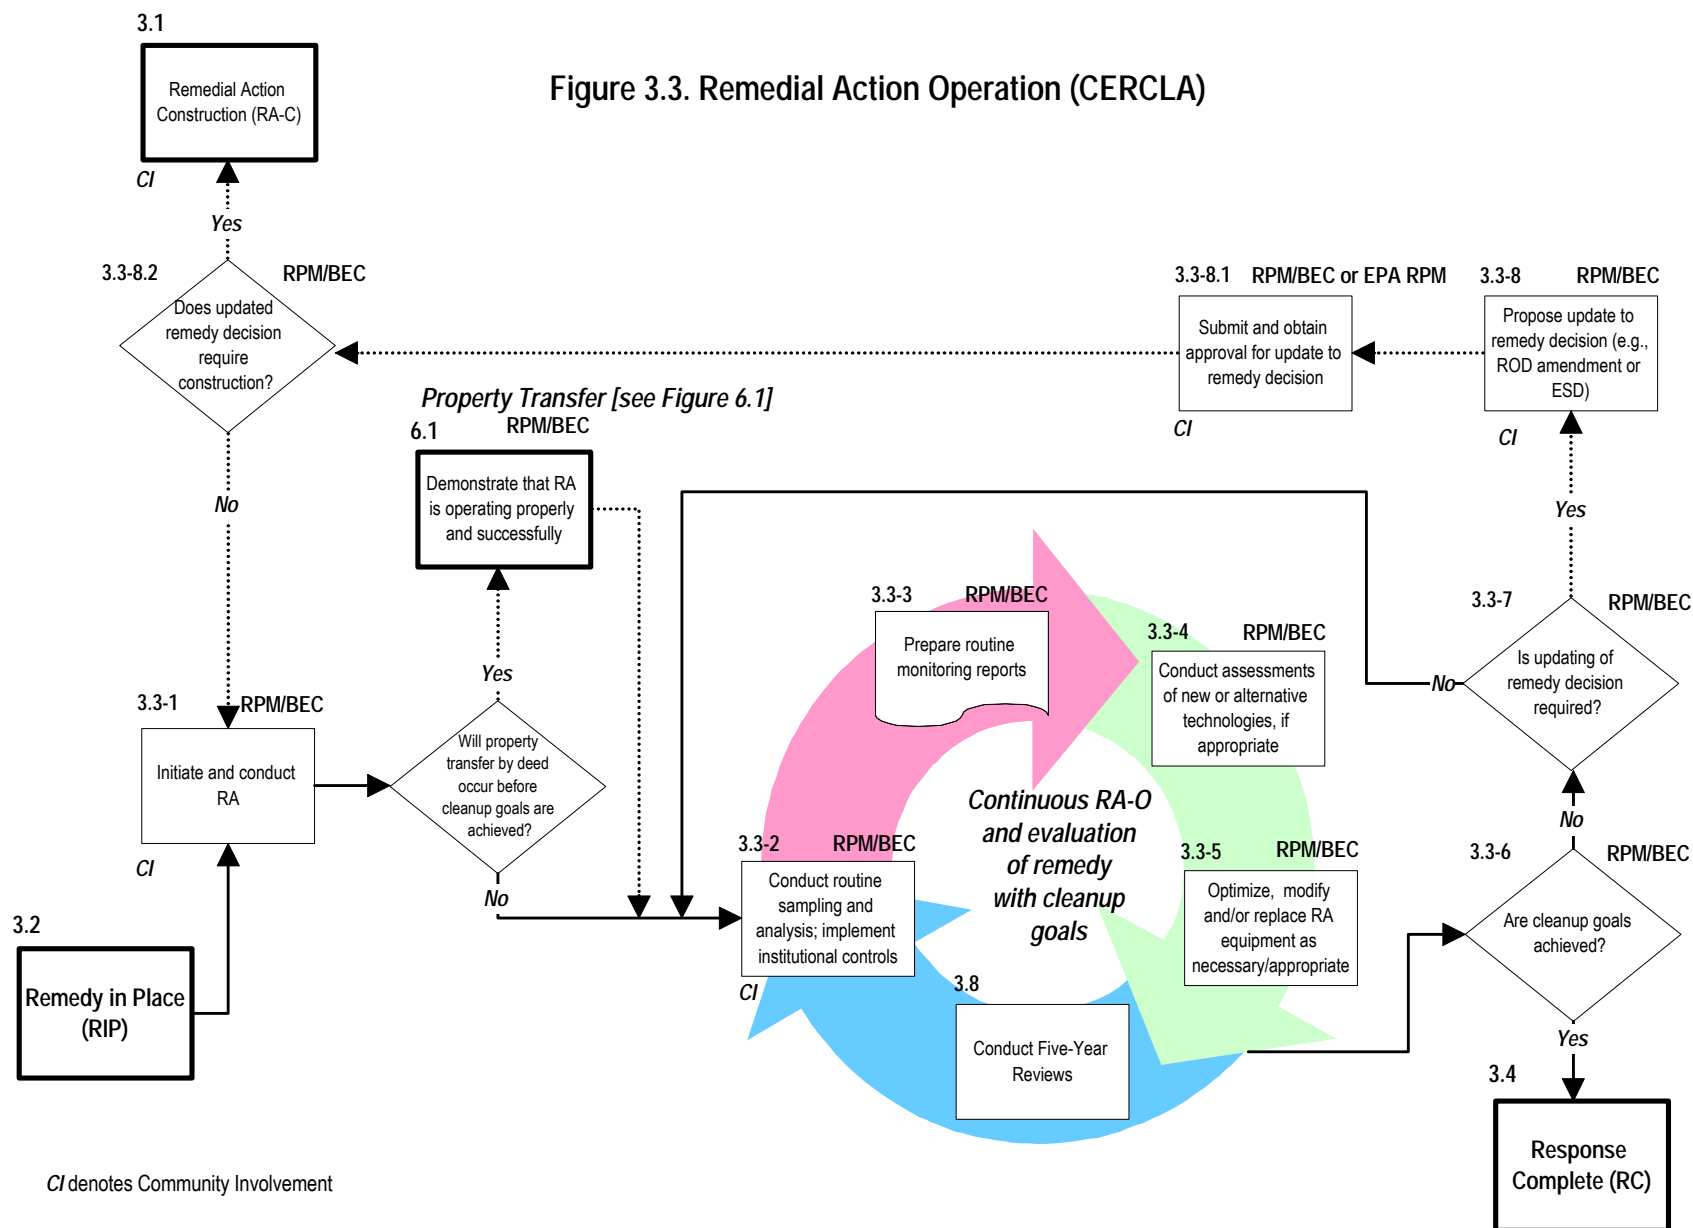 3.1
Remedial Action
Construction (RA-C)
CI
Figure 3.3. Remedial Action Operation (CERCLA)
Yes
3.3-8.2
RPM/BEC
Does updated
remedy decision
require
construction?
No
3.3-8.1
RPM/BEC or EPA RPM
Submit and obtain
approval for update to
remedy decision
CI
3.3-8
RPM/BEC
Propose update to
remedy decision (e.g.,
ROD amendment or
ESD)
CI
Yes
Property Transfer [see Figure 6.1]
6.1
RPM/BEC
Demonstrate that RA
is operating properly
and successfully
Yes
3.3-1
RPM/BEC
Initiate and conduct
RA
CI
Will property
transfer by deed
occur before
cleanup goals are
achieved?
No
3.2
Remedy in Place
(RIP)
3.3-3
RPM/BEC
Prepare routine
monitoring reports
3.3-4
RPM/BEC
Conduct assessments
of new or alternative
technologies, if
appropriate
Continuous RA-O
and evaluation
of remedy
with cleanup
goals
3.3-2
RPM/BEC
Conduct routine
sampling and
analysis; implement
institutional controls
CI
3.3-5
RPM/BEC
Optimize, modify
and/or replace RA
equipment as
necessary/appropriate
3.8
Conduct Five-Year
Reviews
3.3-7
RPM/BEC
Is updating of
remedy decision
required?
No
No
3.3-6
RPM/BEC
Are cleanup goals
achieved?
Yes
3.4
Response
Complete (RC)
CI denotes Community Involvement